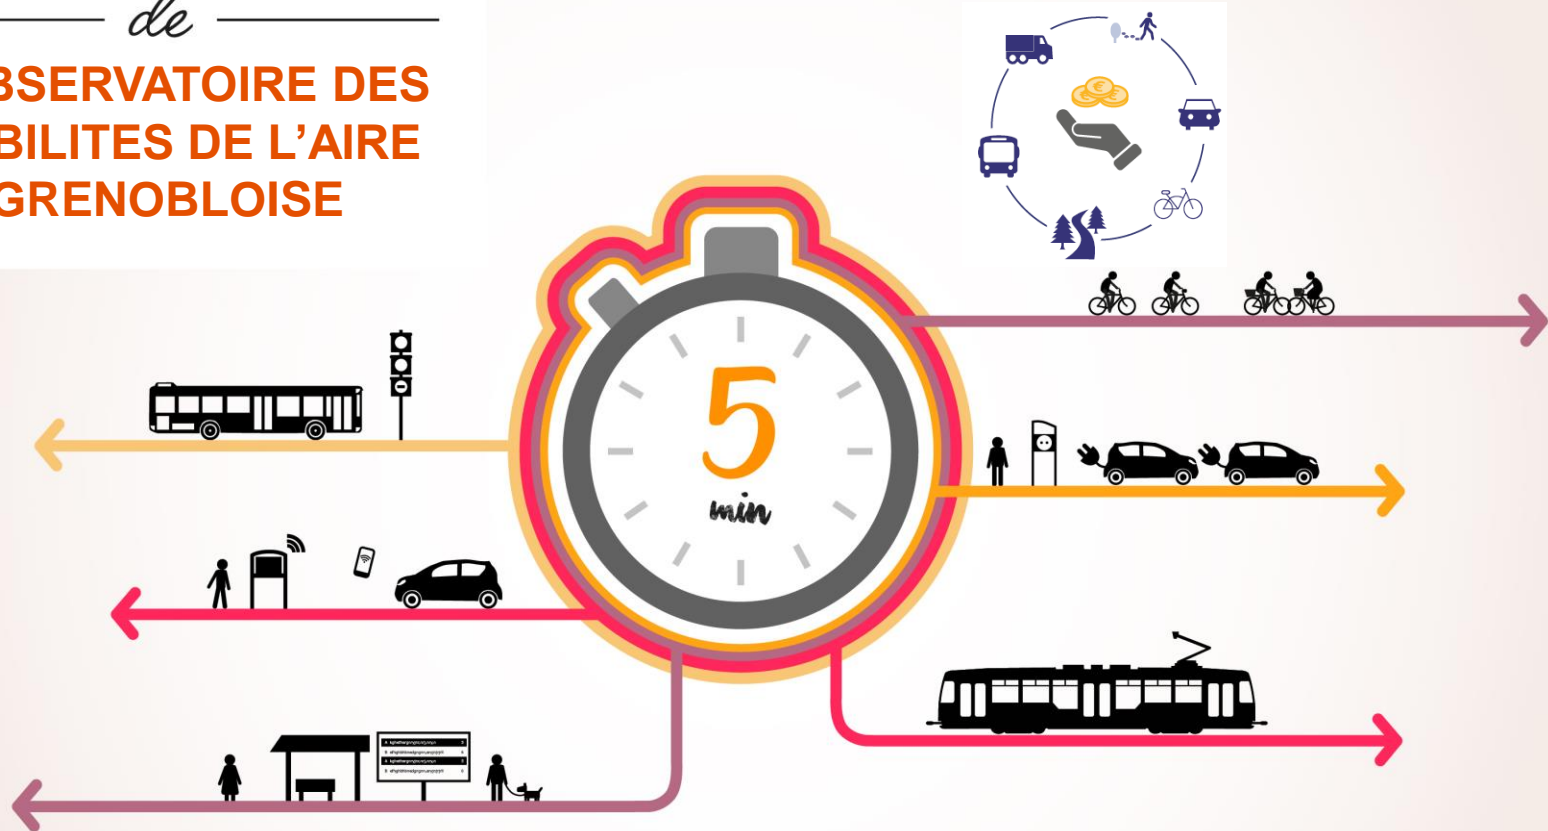 de
BSERVATOIRE DES
BILITES DE L’AIRE
GRENOBLOISE
5
min